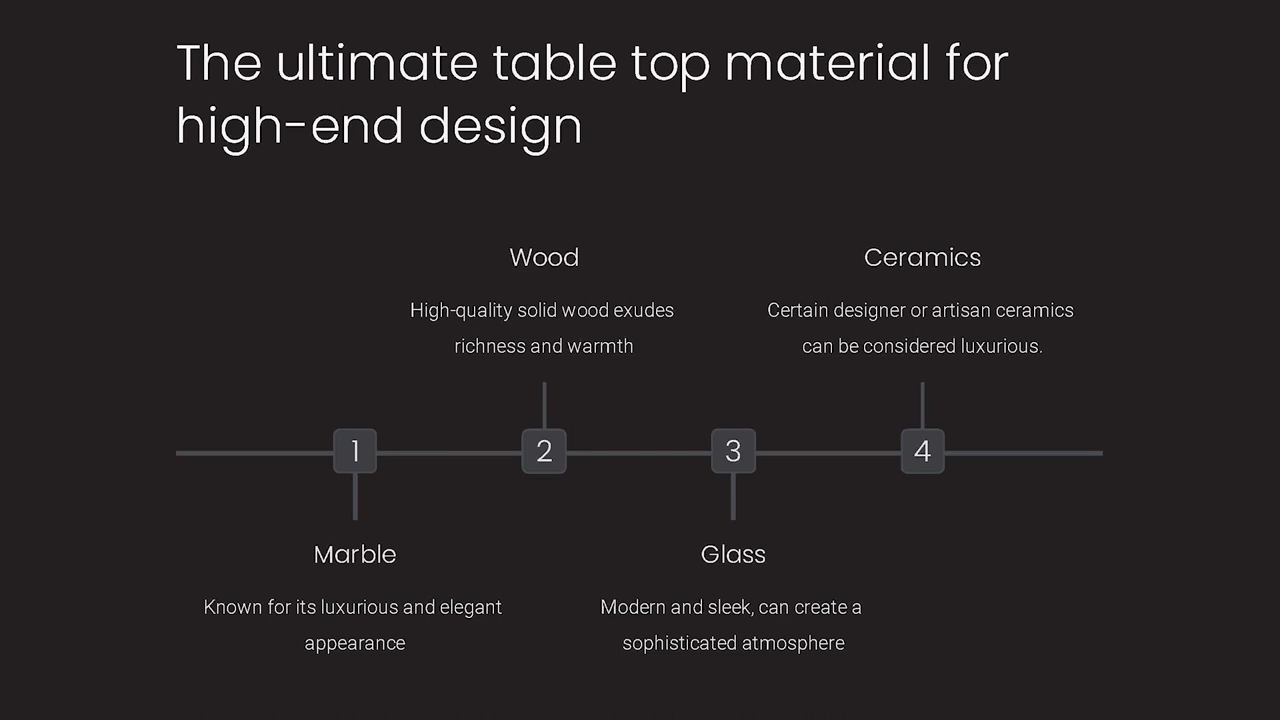 The ultimate table top material for
high-end design
Wood
High-quality solid wood exudes
richness and warmth
Ceramics
Certain designer or artisan ceramics
can be considered luxurious.
1
2
3
4
Marble
Known for its luxurious and elegant
appearance
Glass
Modern and sleek, can create a
sophisticated atmosphere